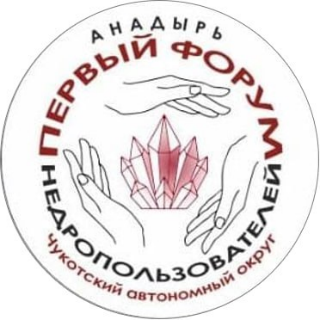 АНАДЫРЬ
ПЕРВЫЙ ФОРУМ
НЕДРОПОЛЬЗОВАТЕЛЕЙ
Чукотский автономный округ